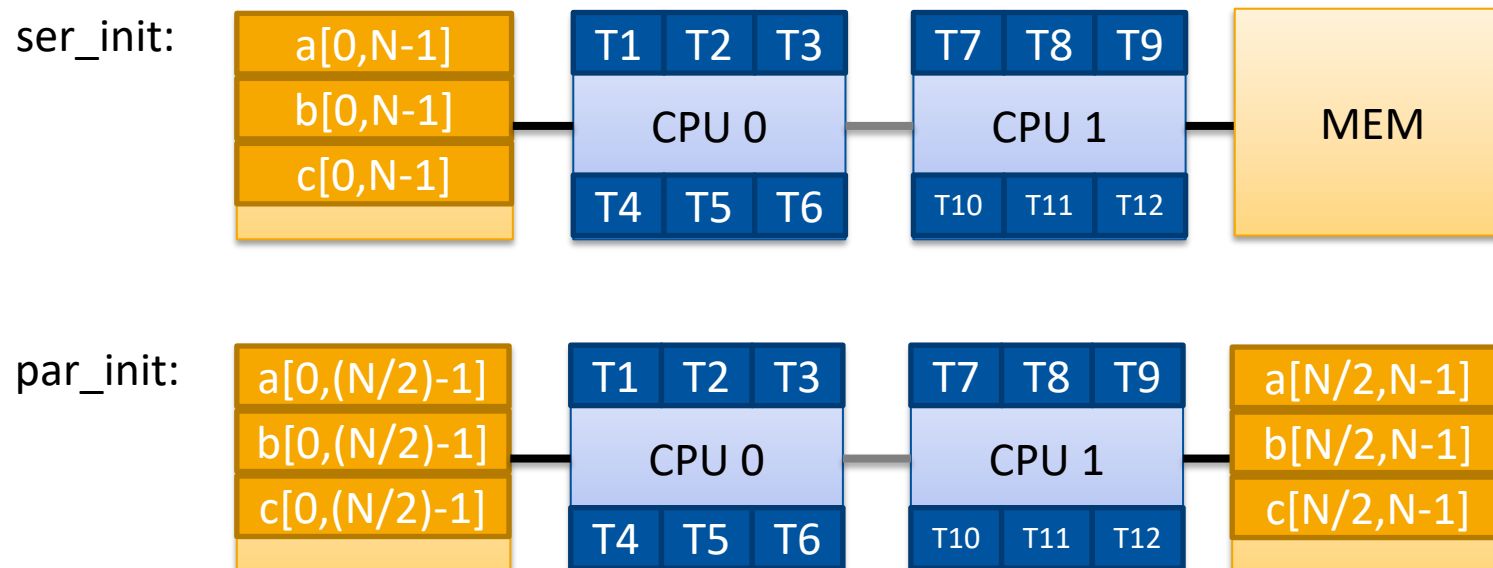 ser_init:
a[0,N-1]
b[0,N-1]
c[0,N-1]
T1 T2 T3
CPU 0
T4 T5 T6
T7 T8 T9
CPU 1
T10 T11 T12
MEM
par_init:
a[0,(N/2)-1]
b[0,(N/2)-1]
c[0,(N/2)-1]
T1 T2 T3
CPU 0
T4 T5 T6
T7 T8 T9
CPU 1
T10 T11 T12
a[N/2,N-1]
b[N/2,N-1]
c[N/2,N-1]